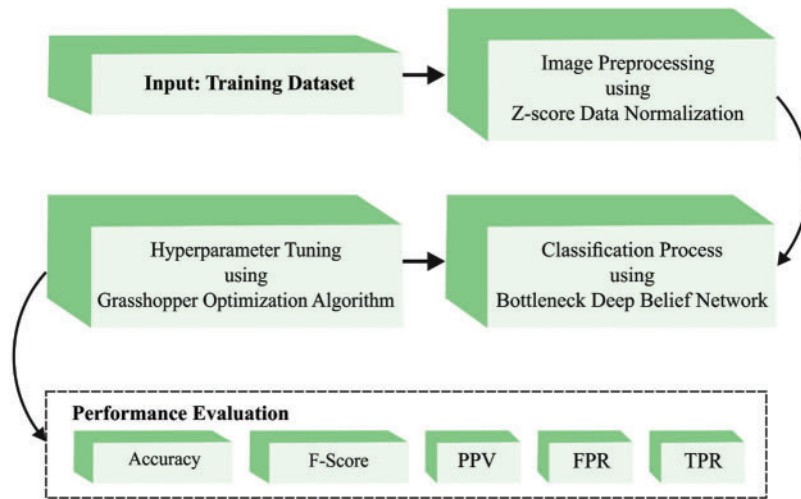 Input: Training Dataset
Image Preprocessing
using
Z-score Data Normalization
Hyperparameter Tuning
using
Grasshopper Optimization Algorithm
Classification Process
using
Bottleneck Deep Belief Network
Performance Evaluation
Accuracy
F-Score
PPV
FPR
TPR